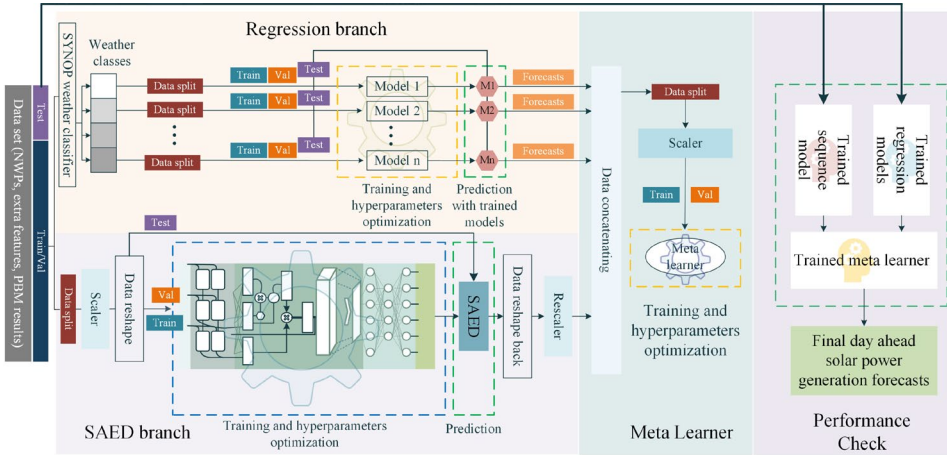 Data set (NWPs, extra features, PBM results)
Test
Train/Val
Regression branch
SYNOP weather classifier
Weather
classes
Data split
Data split
Data split
Train
Val
Test
Train
Val
Test
Train
Val
Test
Model 1
Model 2
Model n
Training and
hyperparameters
optimization
M1
M2
Mn
Prediction
with trained
models
Forecasts
Forecasts
Forecasts
Data split
Scaler
Data reshape
Test
Val
Train
Training and hyperparameters
optimization
SAED
Prediction
Data reshape back
Rescaler
SAED branch
Data concatenating
Data split
Scaler
Train
Val
Meta
learner
Training and
hyperparameters
optimization
Meta Learner
Trained
sequence
model
Trained
regression
models
Trained meta learner
Final day ahead
solar power
generation forecasts
Performance
Check